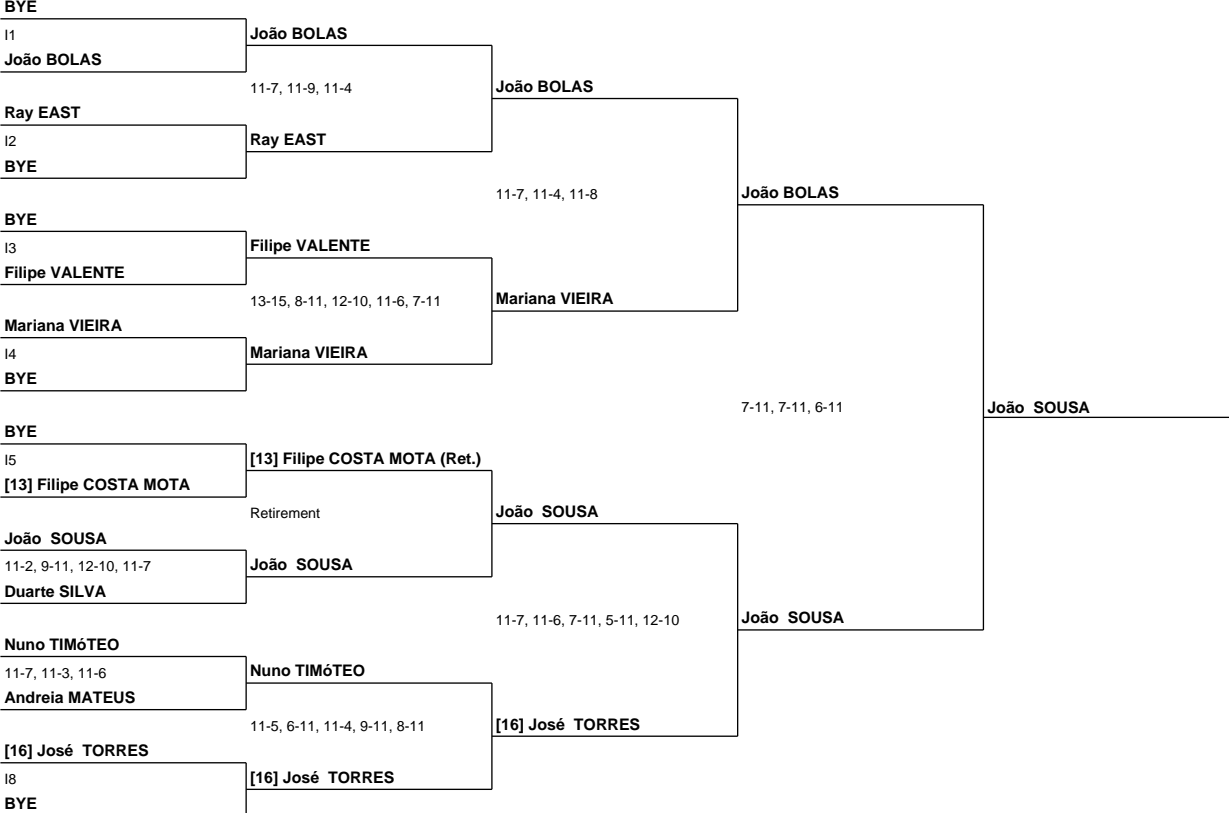 BYE
I1
João BOLAS
João BOLAS
11-7, 11-9, 11-4
João BOLAS
Ray EAST
I2
Ray EAST
BYE
11-7, 11-4, 11-8
João BOLAS
BYE
I3
Filipe VALENTE
Filipe VALENTE
13-15, 8-11, 12-10, 11-6, 7-11
Mariana VIEIRA
Mariana VIEIRA
I4
Mariana VIEIRA
BYE
7-11, 7-11, 6-11
João SOUSA
BYE
I5
[13] Filipe COSTA MOTA (Ret.)
[13] Filipe COSTA MOTA
Retirement
João SOUSA
João SOUSA
11-2, 9-11, 12-10, 11-7
João SOUSA
Duarte SILVA
11-7, 11-6, 7-11, 5-11, 12-10
João SOUSA
Nuno TIMóTEO
11-7, 11-3, 11-6
Nuno TIMóTEO
Andreia MATEUS
11-5, 6-11, 11-4, 9-11, 8-11
[16] José TORRES
[16] José TORRES
I8
[16] José TORRES
BYE